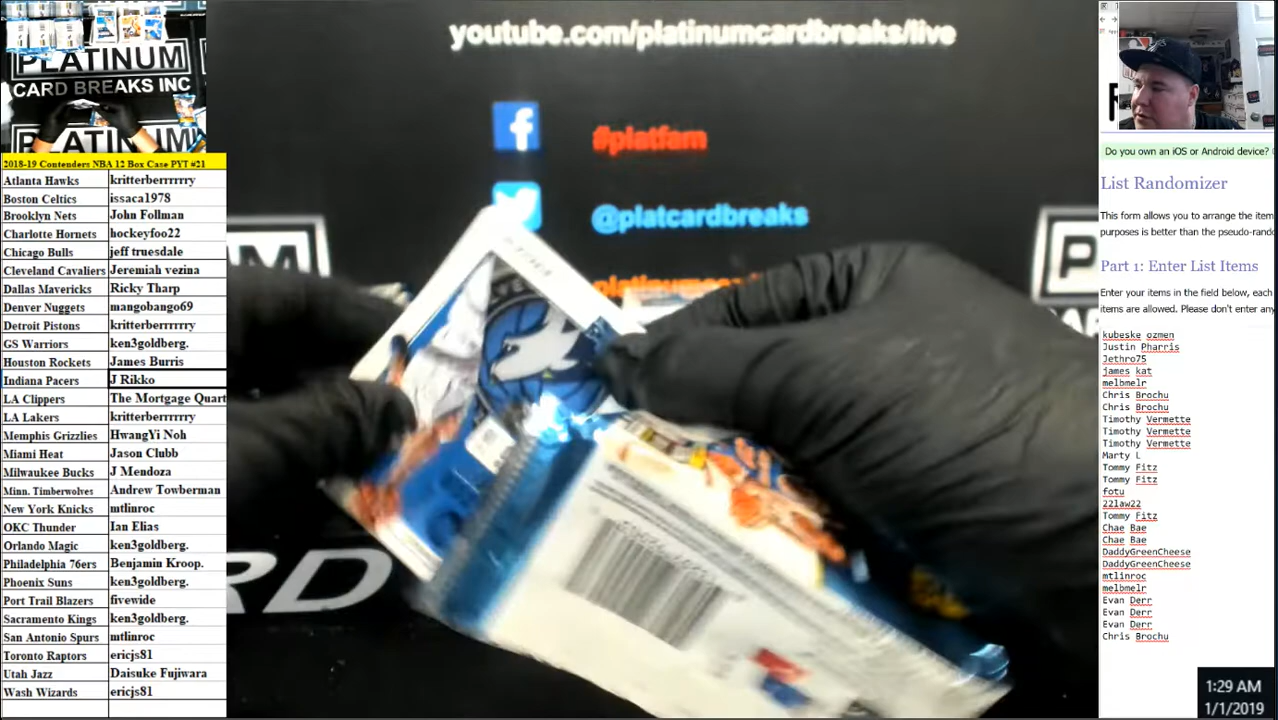 youtube.com/platinumcardbreaks/live
#platfam
@platcardbreaks
PLATINUM
CARD BREAKS INC
PLATINUM
2018-19 Contenders NBA 12 Box Case PYT #21
Atlanta Hawks kritterberrrrrry
Boston Celtics issaca1978
Brooklyn Nets John Follman
Charlotte Hornets hockeyfoo22
Chicago Bulls jeff truesdale
Cleveland Cavaliers Jeremiah vezina
Dallas Mavericks Ricky Tharp
Denver Nuggets mangobango69
Detroit Pistons kritterberrrrrry
GS Warriors ken3goldberg.
Houston Rockets James Burris
Indiana Pacers J Rikko
LA Clippers The Mortgage Quart
LA Lakers kritterberrrrrry
Memphis Grizzlies HwangYi Noh
Miami Heat Jason Clubb
Milwaukee Bucks J Mendoza
Minn. Timberwolves Andrew Towberman
New York Knicks mtlinroc
OKC Thunder Ian Elias
Orlando Magic ken3goldberg.
Philadelphia 76ers Benjamin Kroop.
Phoenix Suns ken3goldberg.
Port Trail Blazers fivewide
Sacramento Kings ken3goldberg.
San Antonio Spurs mtlinroc
Toronto Raptors ericjs81
Utah Jazz Daisuke Fujiwara
Wash Wizards ericjs81
Do you own an iOS or Android device?
List Randomizer
This form allows you to arrange the item
purposes is better than the pseudo-rando
Part 1: Enter List Items
Enter your items in the field below, each
items are allowed. Please don't enter any
kubeske ozmen
Justin Pharris
Jethro75
james kat
melbmelr
Chris Brochu
Chris Brochu
Timothy Vermette
Timothy Vermette
Timothy Vermette
Marty L
Tommy Fitz
Tommy Fitz
fotu
22law22
Tommy Fitz
Chae Bae
Chae Bae
DaddyGreenCheese
DaddyGreenCheese
mtlinroc
melbmelr
Evan Derr
Evan Derr
Evan Derr
Chris Brochu
1:29 AM
1/1/2019